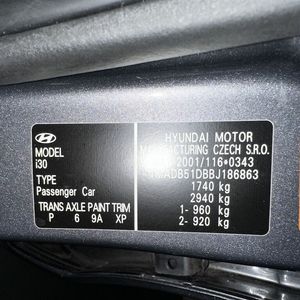 HYUNDAI MOTOR
MANUFACTURING CZECH S.R.O.
2001/116*0343
1740 kg
2940 kg
1- 960 kg
2- 920 kg
MODEL
i30
TYPE
Passenger Car
TRANS AXLE PAINT TRIM
P 6 9A XP